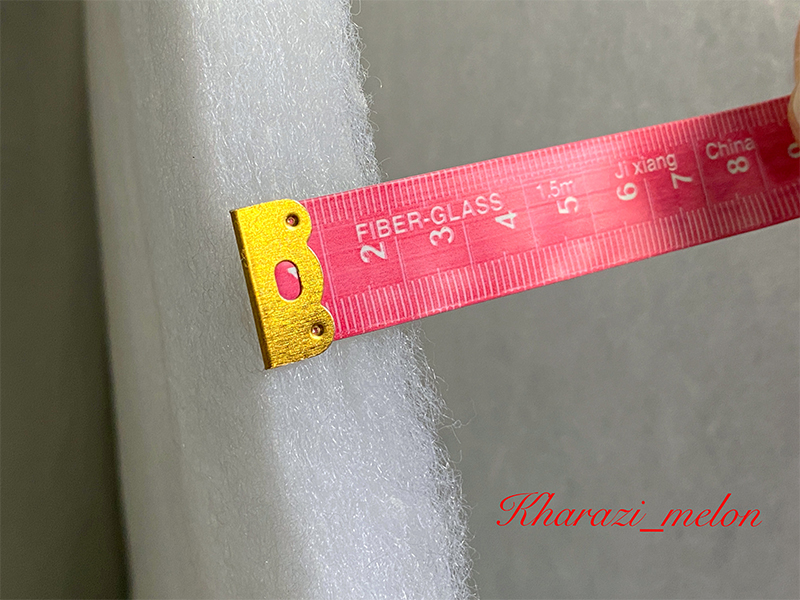 FIBER-GLASS 1.5m Ji xiang China
2 3 4 5 6 7 8
Kharazi_melon